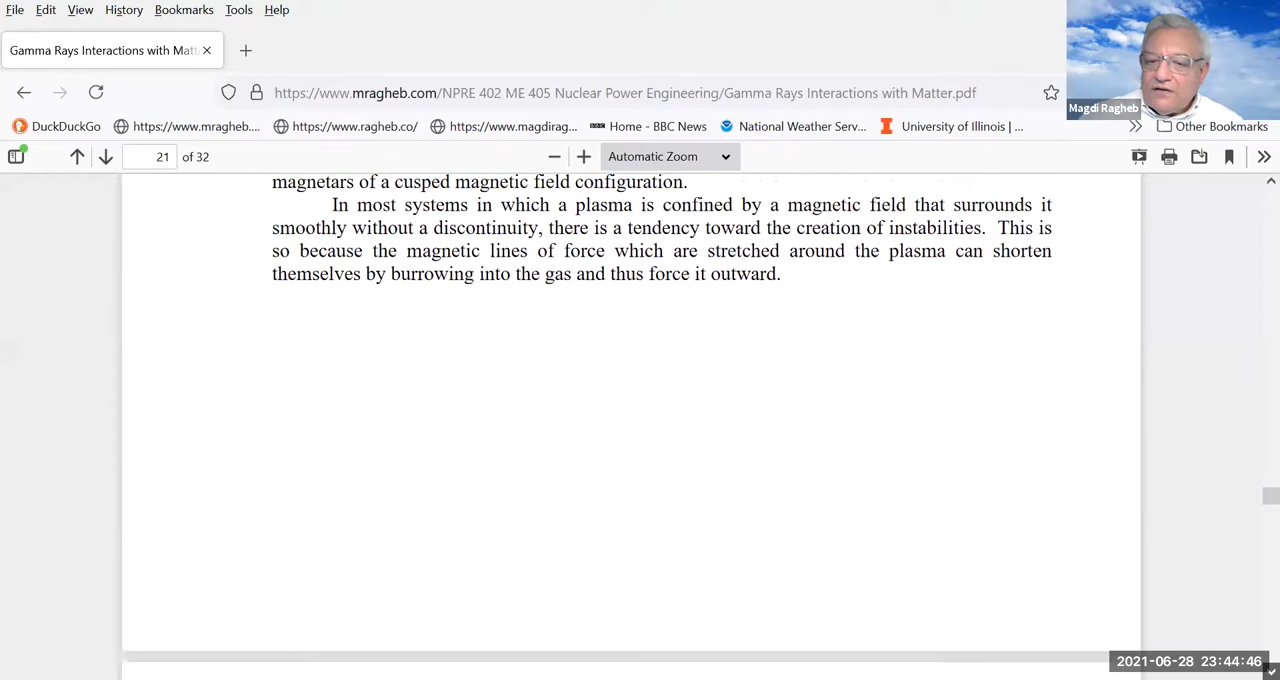 File Edit View History Bookmarks Tools Help
Gamma Rays Interactions with Matt
https://www.mragheb.com/NPRE 402 ME 405 Nuclear Power Engineering/Gamma Rays Interactions with Matter.pdf
Magdi Ragheb
DuckDuckGo https://www.mragheb.... https://www.ragheb.co/ https://www.magdirag... BBC Home - BBC News National Weather Serv... University of Illinois | ... Other Bookmarks
21 of 32 Automatic Zoom
magnetars of a cusped magnetic field configuration.
In most systems in which a plasma is confined by a magnetic field that surrounds it
smoothly without a discontinuity, there is a tendency toward the creation of instabilities. This is
so because the magnetic lines of force which are stretched around the plasma can shorten
themselves by burrowing into the gas and thus force it outward.
2021-06-28 23:44:46